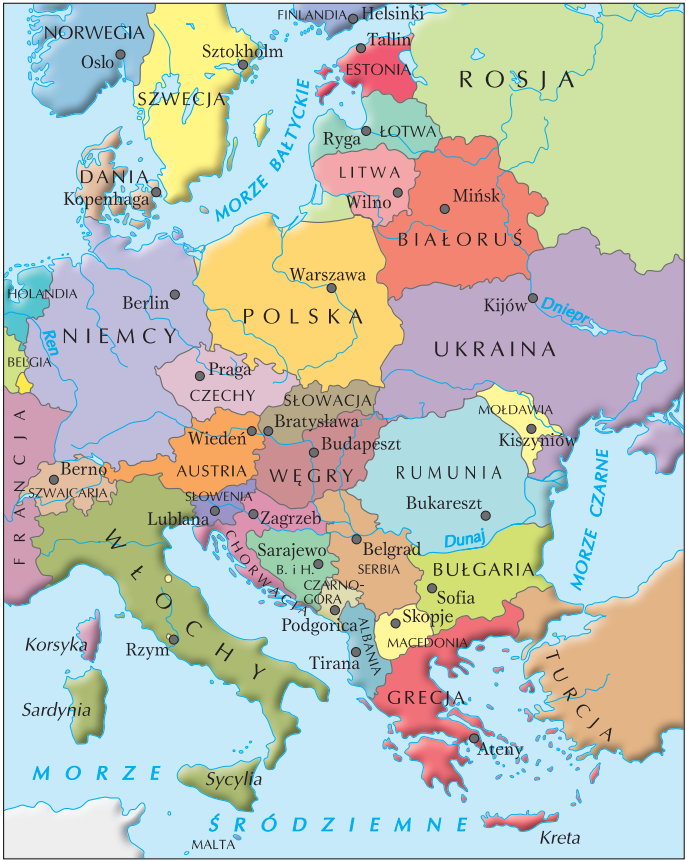 FINLANDIA
Helsinki
NORWEGIA
Oslo
Sztokholm
Tallin
SZWECJA
ESTONIA
ROSJA
MORZE BAŁTYCKIE
Ryga
ŁOTWA
DANIA
Kopenhaga
LITWA
Wilno
Mińsk
BIAŁORUŚ
Warszawa
POLSKA
HOLANDIA
Berlin
Kijów
Dniepr
NIEMCY
Ren
UKRAINA
BELGIA
Praga
CZECHY
SŁOWACJA
MOŁDAWIA
Kiszyniów
FRANCJA
Wiedeń
Bratysława
Budapeszt
Berno
SZWAJCARIA
AUSTRIA
WĘGRY
RUMUNIA
MORZE CZARNE
SŁOWENIA
Lublana
Zagrzeb
Bukareszt
WŁOCHY
CHORWACJA
Sarajewo
B. i H.
Belgrad
SERBIA
Dunaj
BUŁGARIA
CZARNO-
GÓRA
Sofia
Podgorica
Skopje
MACEDONIA
Korsyka
Rzym
Tirana
ALBANIA
TURCJA
Sardynia
GRECJA
Ateny
MORZE
Sycylia
ŚRÓDZIEMNE
MALTA
Kreta